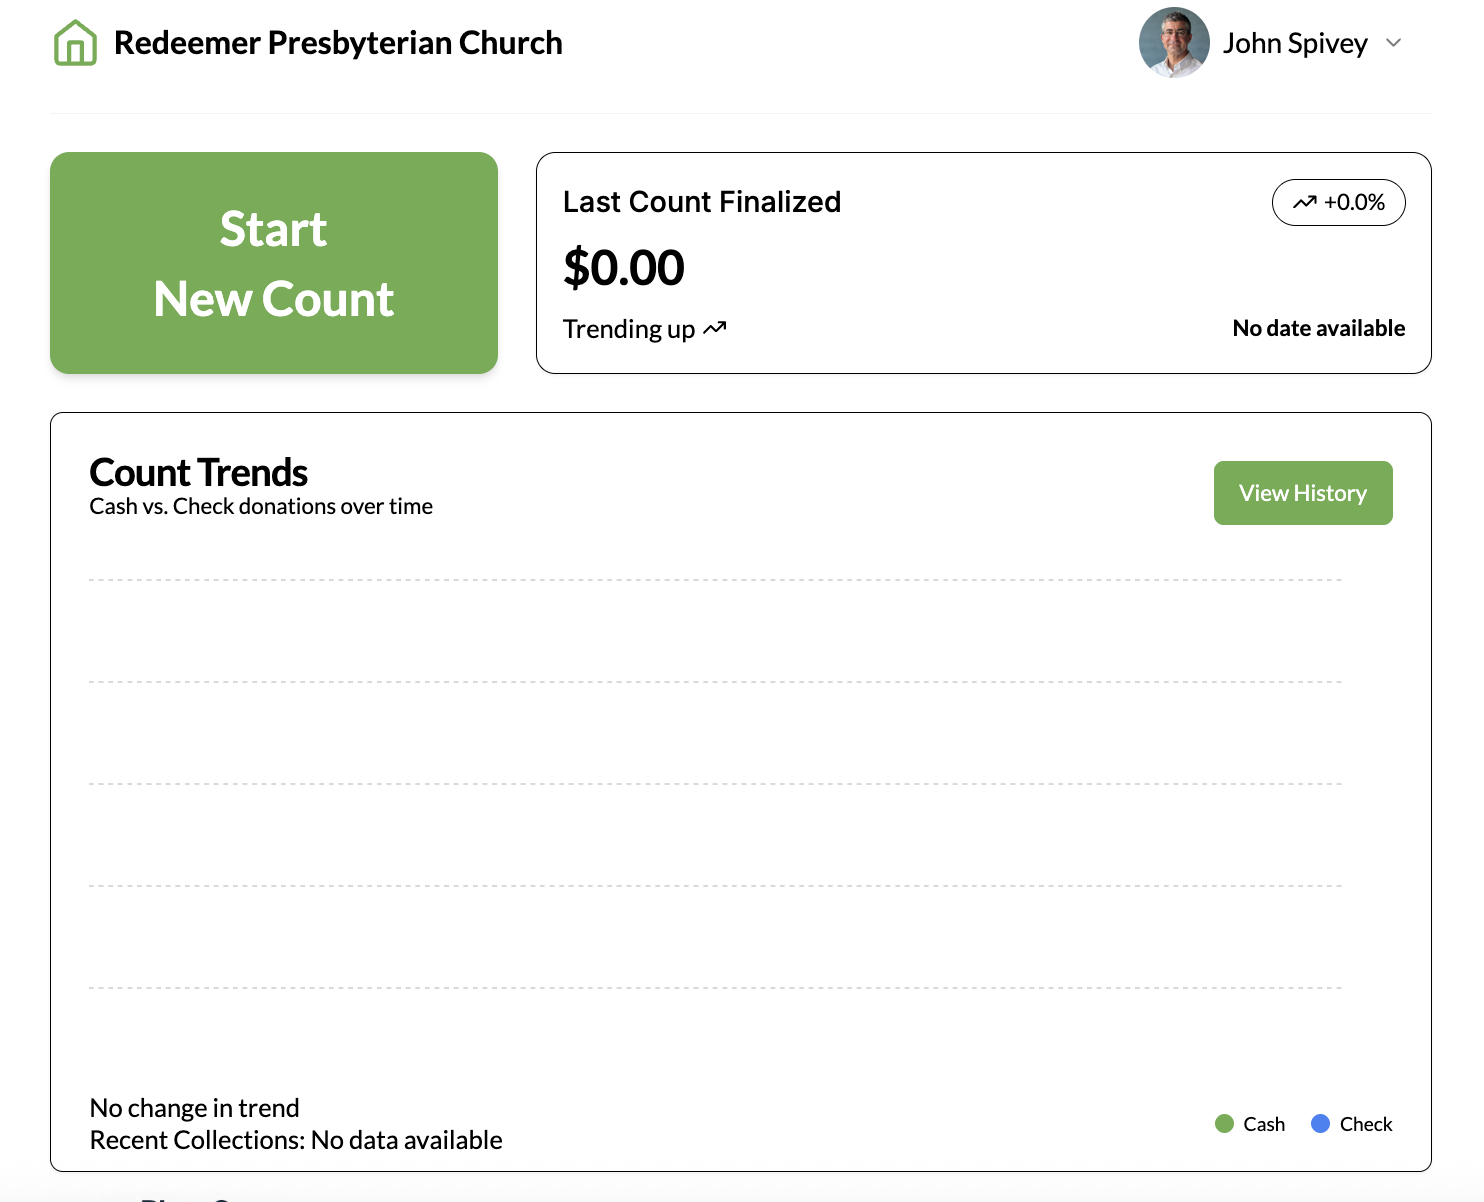 Redeemer Presbyterian Church
John Spivey
Start
New Count
Last Count Finalized
+0.0%
$0.00
Trending up
No date available
Count Trends
Cash vs. Check donations over time
View History
No change in trend
Recent Collections: No data available
Cash
Check